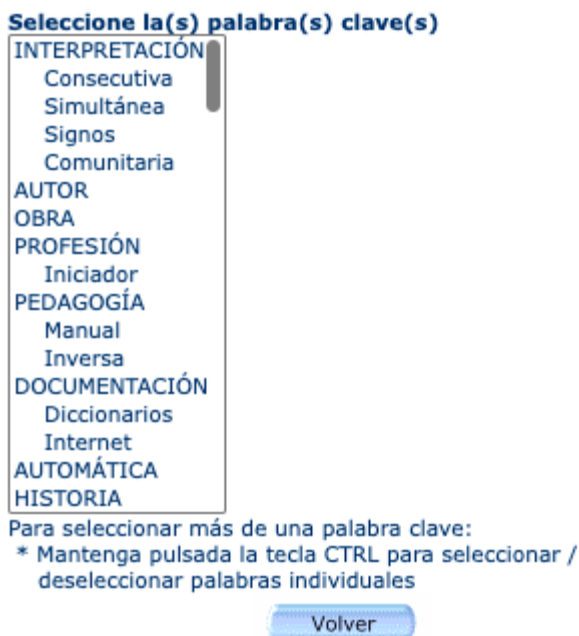 Seleccione la(s) palabra(s) clave(s)
INTERPRETACIÓN
Consecutiva
Simultánea
Signos
Comunitaria
AUTOR
OBRA
PROFESIÓN
Iniciador
PEDAGOGÍA
Manual
Inversa
DOCUMENTACIÓN
Diccionarios
Internet
AUTOMÁTICA
HISTORIA
Para seleccionar más de una palabra clave:
* Mantenga pulsada la tecla CTRL para seleccionar /
deseleccionar palabras individuales
Volver